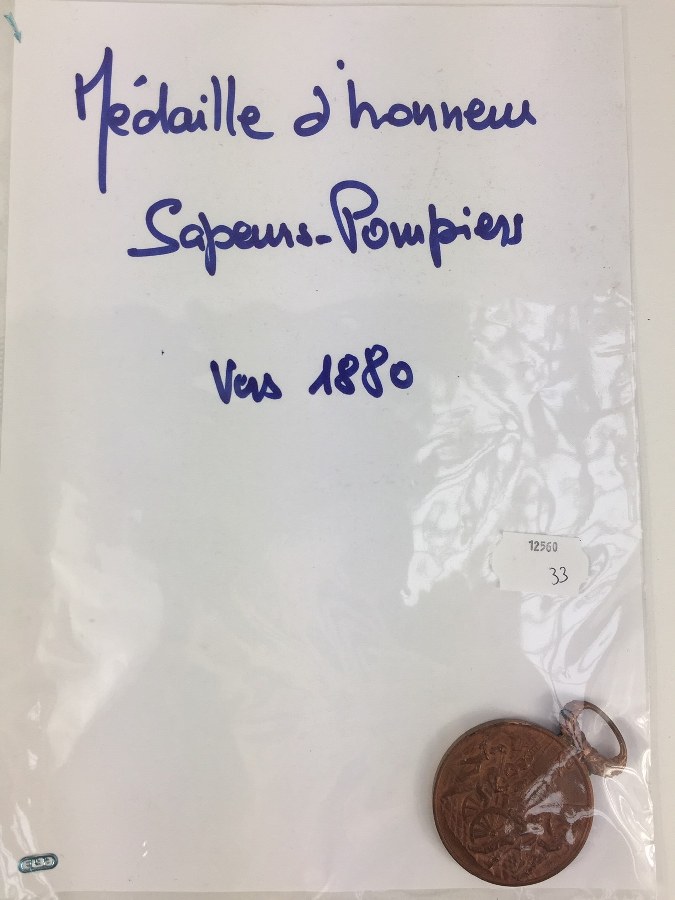 Médaille d'honneur
Sapeurs-Pompiers
Vers 1880
12560
33